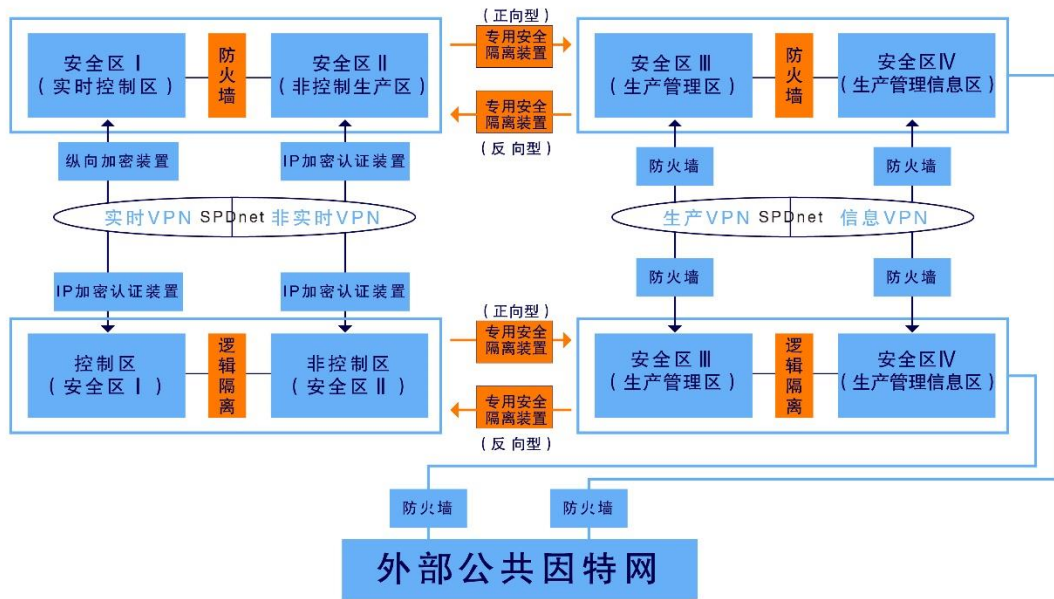 （正向型）
专用安全
隔离装置
安全区Ⅰ
（实时控制区）
防火墙
安全区Ⅱ
（非控制生产区）
安全区Ⅲ
（生产管理区）
防火墙
安全区Ⅳ
（生产管理信息区）
专用安全
隔离装置
（反向型）
纵向加密装置
IP加密认证装置
防火墙
防火墙
实时VPN SPDnet 非实时VPN
生产VPN SPDnet 信息VPN
IP加密认证装置
IP加密认证装置
防火墙
防火墙
（正向型）
专用安全
隔离装置
控制区
（安全区Ⅰ）
逻辑隔离
非控制区
（安全区Ⅱ）
安全区Ⅲ
（生产管理区）
逻辑隔离
安全区Ⅳ
（生产管理信息区）
专用安全
隔离装置
（反向型）
防火墙
防火墙
外部公共因特网